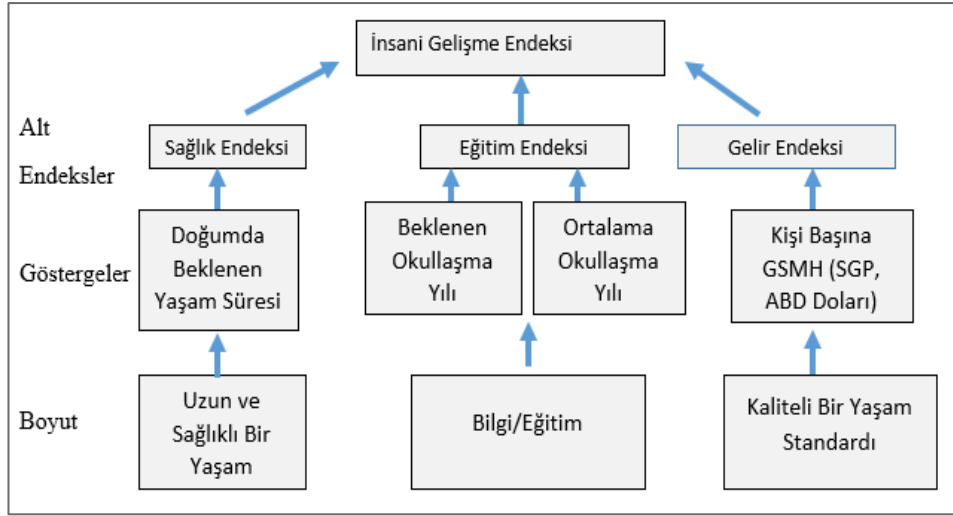 İnsani Gelişme Endeksi
Alt
Endeksler
Sağlık Endeksi
Eğitim Endeksi
Gelir Endeksi
Göstergeler
Doğumda
Beklenen
Yaşam Süresi
Beklenen
Okullaşma
Yılı
Ortalama
Okullaşma
Yılı
Kişi Başına
GSMH (SGP,
ABD Doları)
Boyut
Uzun ve
Sağlıklı Bir
Yaşam
Bilgi/Eğitim
Kaliteli Bir Yaşam
Standardı